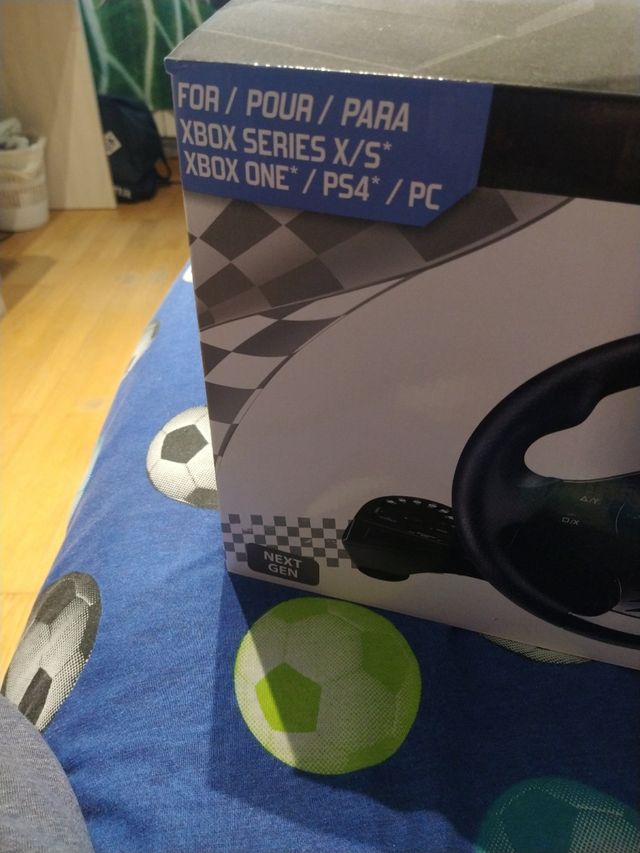 FOR / POUR / PARA
XBOX SERIES X/S*
XBOX ONE* / PS4* / PC
△/Y
□/X
NEXT
GEN